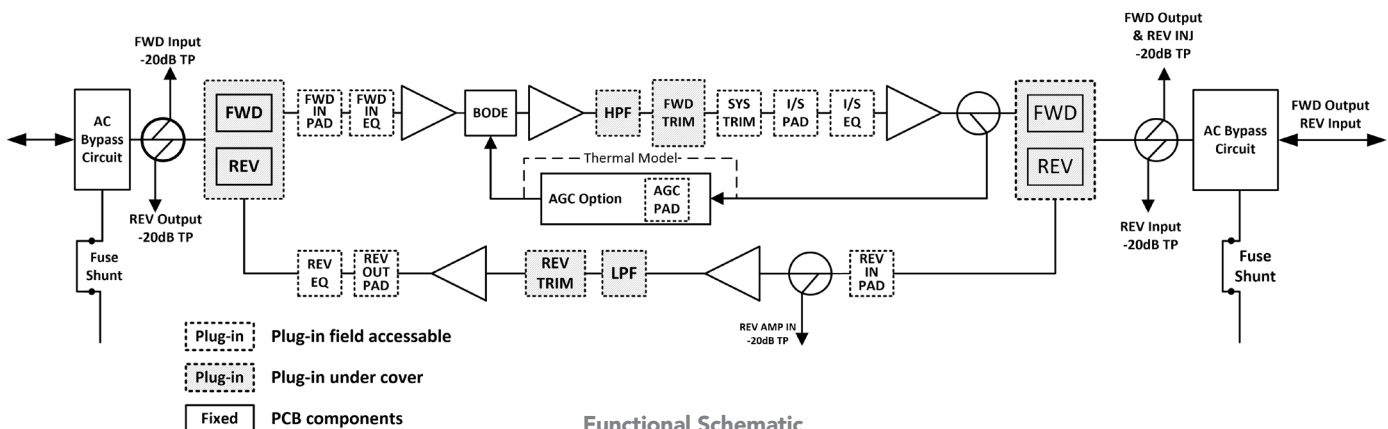 FWD Input
-20dB TP
FWD Output
& REV INJ
-20dB TP
AC
Bypass
Circuit
FWD
REV
FWD
IN
PAD
FWD
IN
EQ
BODE
HPF
FWD
TRIM
SYS
TRIM
I/S
PAD
I/S
EQ
FWD
REV
AC Bypass
Circuit
FWD Output
REV Input
Thermal Model
AGC Option
AGC
PAD
REV Output
-20dB TP
REV Input
-20dB TP
Fuse
Shunt
REV
EQ
REV
OUT
PAD
REV
TRIM
LPF
REV
IN
PAD
Fuse
Shunt
REV AMP IN
-20dB TP
Plug-in
Plug-in field accessable
Plug-in
Plug-in under cover
Fixed
PCB components
Functional Schematic